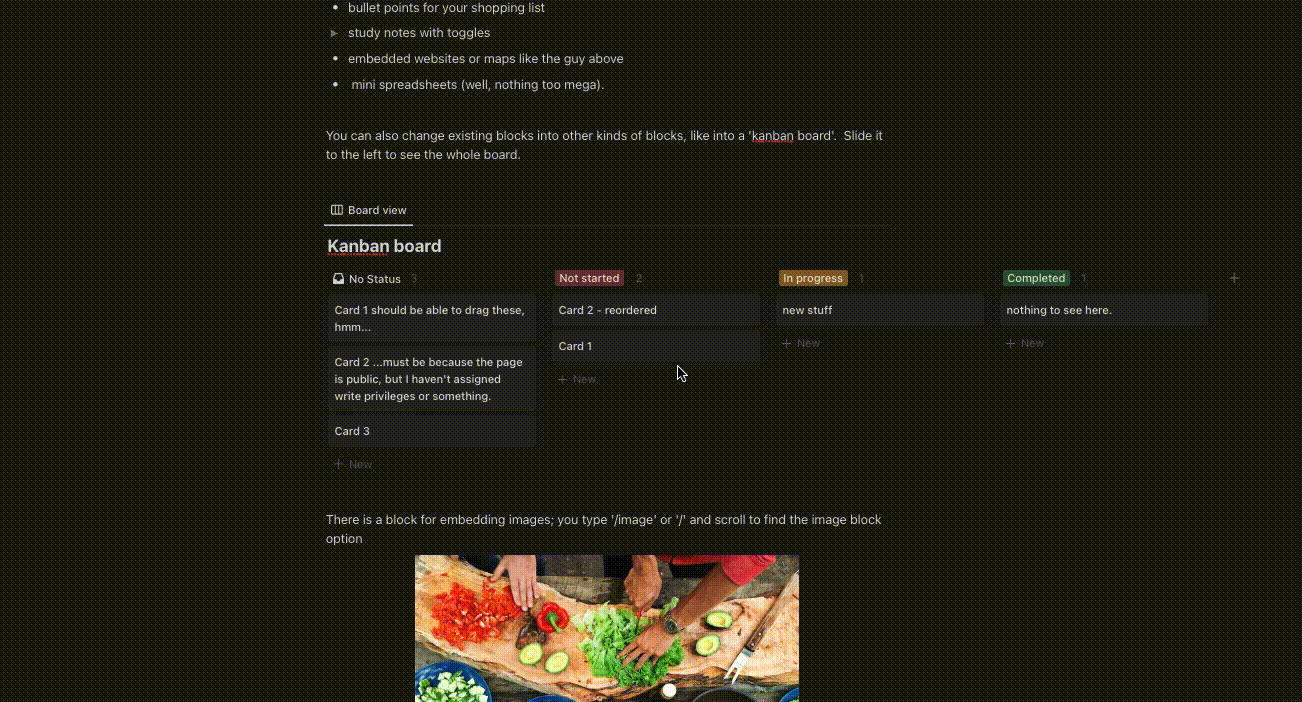 bullet points for your shopping list
study notes with toggles
embedded websites or maps like the guy above
mini spreadsheets (well, nothing too mega).
You can also change existing blocks into other kinds of blocks, like into a 'kanban board'.  Slide it
to the left to see the whole board.
Board view
Kanban board
No Status 3
Card 1 should be able to drag these,
hmm...
Card 2 ...must be because the page
is public, but I haven't assigned
write privileges or something.
Card 3
+ New
Not started 2
Card 2 - reordered
Card 1
+ New
In progress 1
new stuff
+ New
Completed 1
nothing to see here.
+ New
+
There is a block for embedding images; you type '/image' or '/' and scroll to find the image block
option